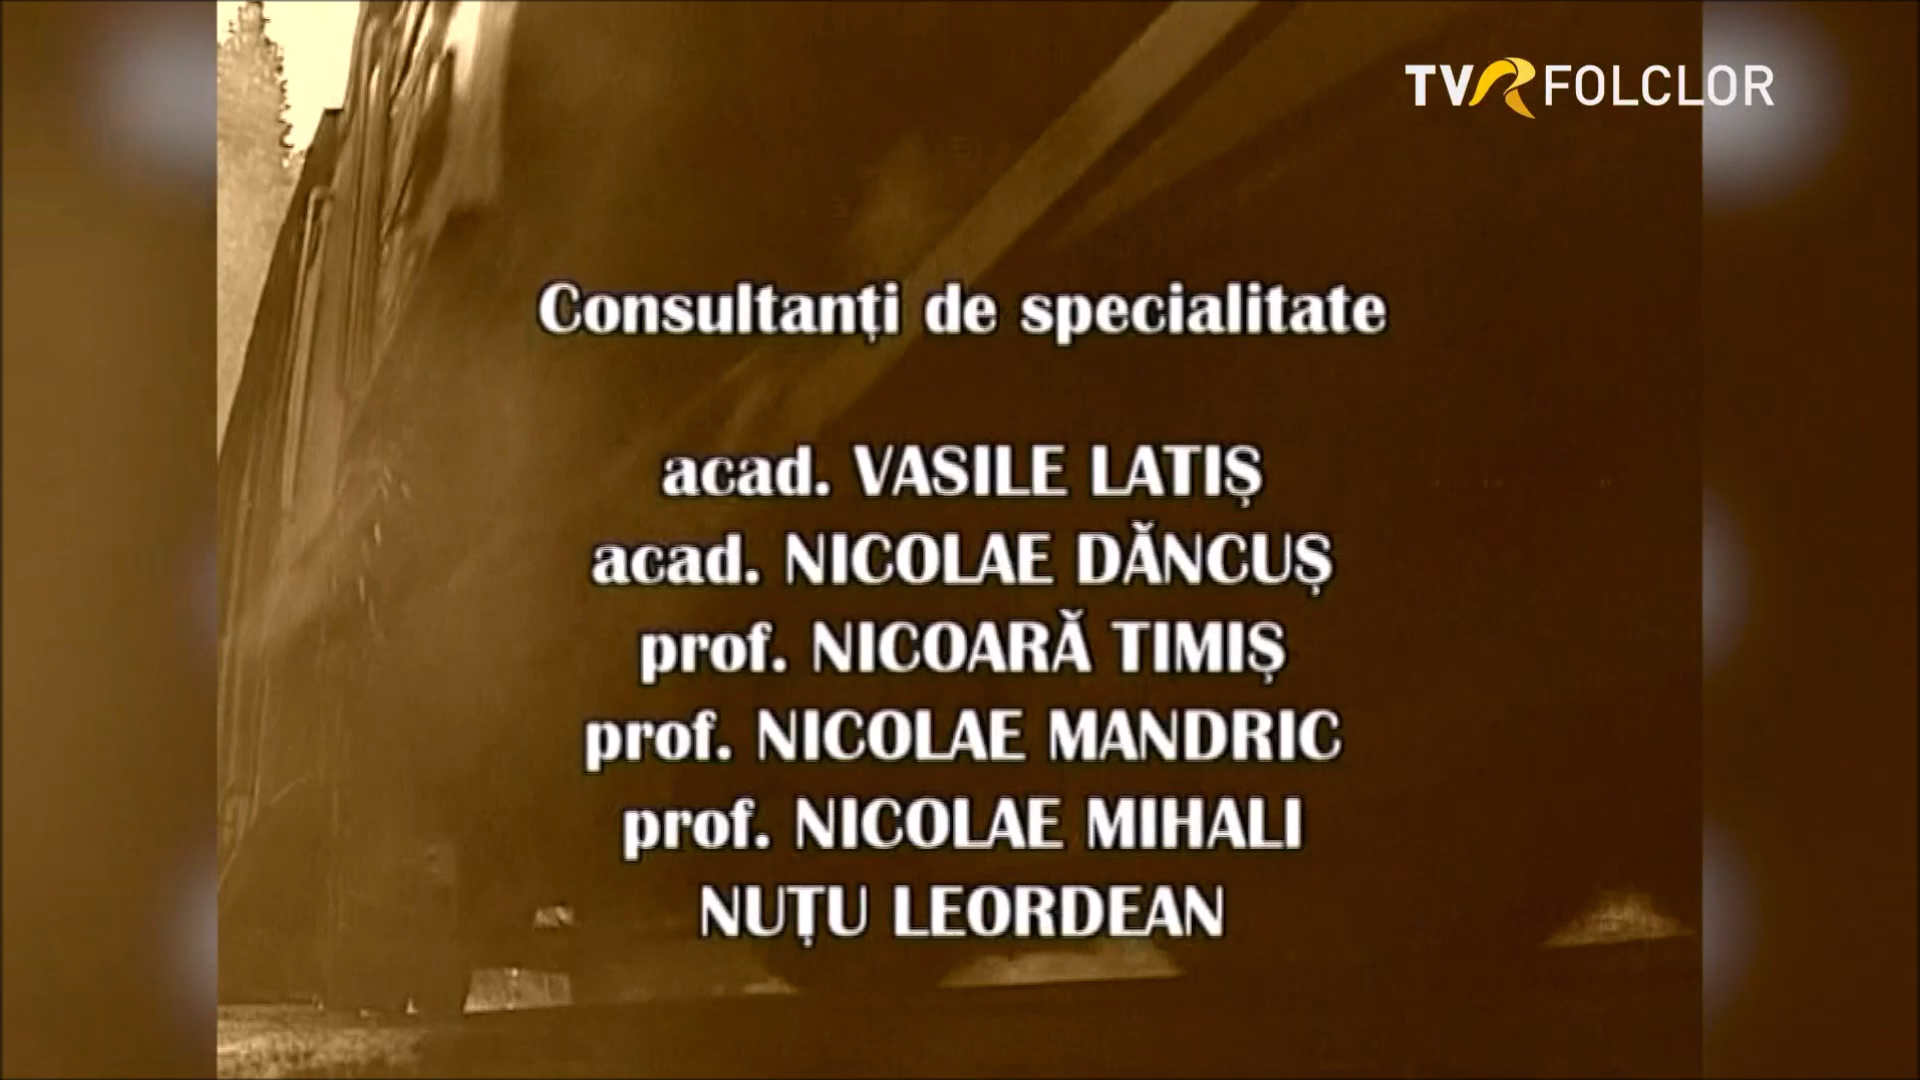 TVR FOLCLOR
Consultanți de specialitate
acad. VASILE LATIȘ
acad. NICOLAE DĂNCUȘ
prof. NICOARĂ TIMIȘ
prof. NICOLAE MANDRIC
prof. NICOLAE MIHALI
NUȚU LEORDEAN